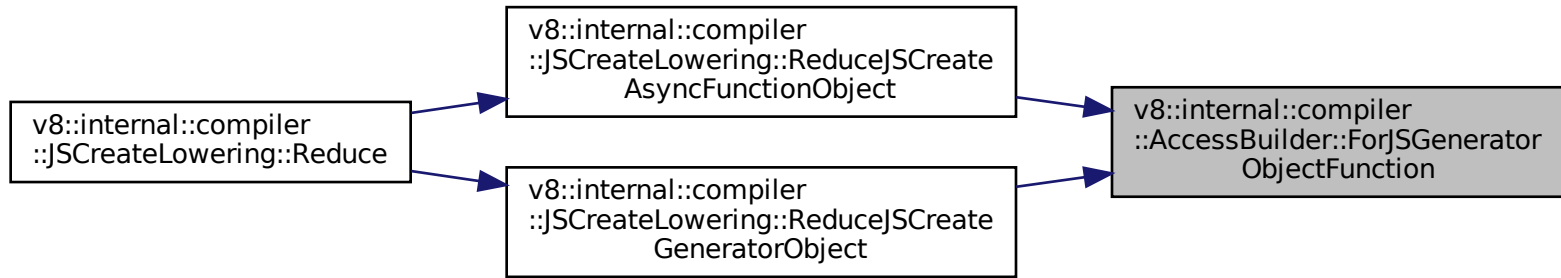 v8::internal::compiler
::JSCreateLowering::Reduce
v8::internal::compiler
::JSCreateLowering::ReduceJSCreate
AsyncFunctionObject
v8::internal::compiler
::JSCreateLowering::ReduceJSCreate
GeneratorObject
v8::internal::compiler
::AccessBuilder::ForJSGenerator
ObjectFunction